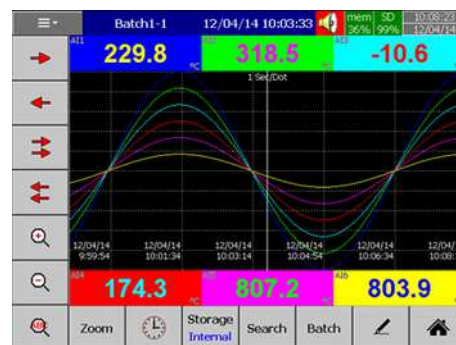 Batch1-1 12/04/14 10:03:33 mem 36% SD 99% 10:08:23 12/04/14
AI1 229.8 °C AI2 318.5 °C AI3 -10.6 °C
1 Sec/Dot
12/04/14 12/04/14 12/04/14 12/04/14 12/04/14 12/04/
9:59:54 10:01:34 10:03:14 10:04:54 10:06:34 10:08:
AI4 174.3 °C AI5 807.2 °C AI6 803.9 °C
Zoom Storage Internal Search Batch